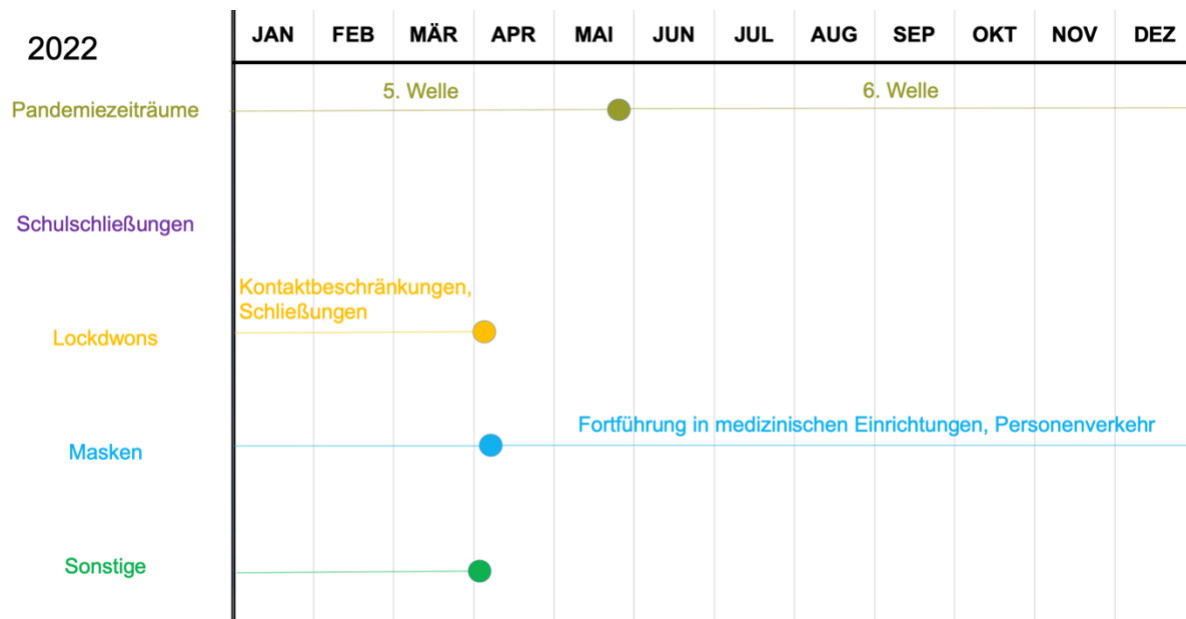 2022
JAN FEB MÄR APR MAI JUN JUL AUG SEP OKT NOV DEZ
Pandemiezeiträume
5. Welle
6. Welle
Schulschließungen
Kontaktbeschränkungen,
Schließungen
Lockdwons
Fortführung in medizinischen Einrichtungen, Personenverkehr
Masken
Sonstige